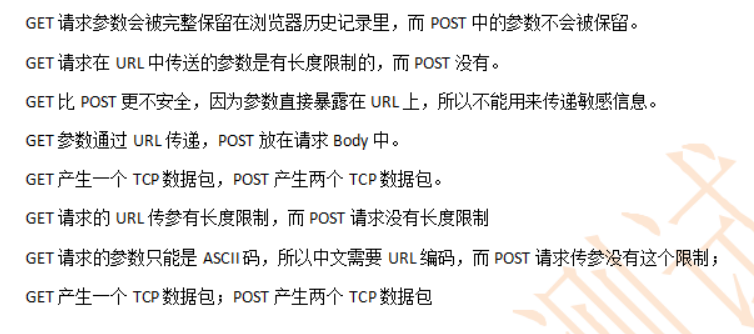 GET 请求参数会被完整保留在浏览器历史记录里，而 POST 中的参数不会被保留。
GET 请求在 URL 中传送的参数是有长度限制的，而 POST 没有。
GET 比 POST 更不安全，因为参数直接暴露在 URL 上，所以不能用来传递敏感信息。
GET 参数通过 URL 传递，POST 放在请求 Body 中。
GET 产生一个 TCP 数据包，POST 产生两个 TCP 数据包。
GET 请求的 URL 传参有长度限制，而 POST 请求没有长度限制
GET 请求的参数只能是 ASCII 码，所以中文需要 URL 编码，而 POST 请求传参没有这个限制；
GET 产生一个 TCP 数据包；POST 产生两个 TCP 数据包
测试